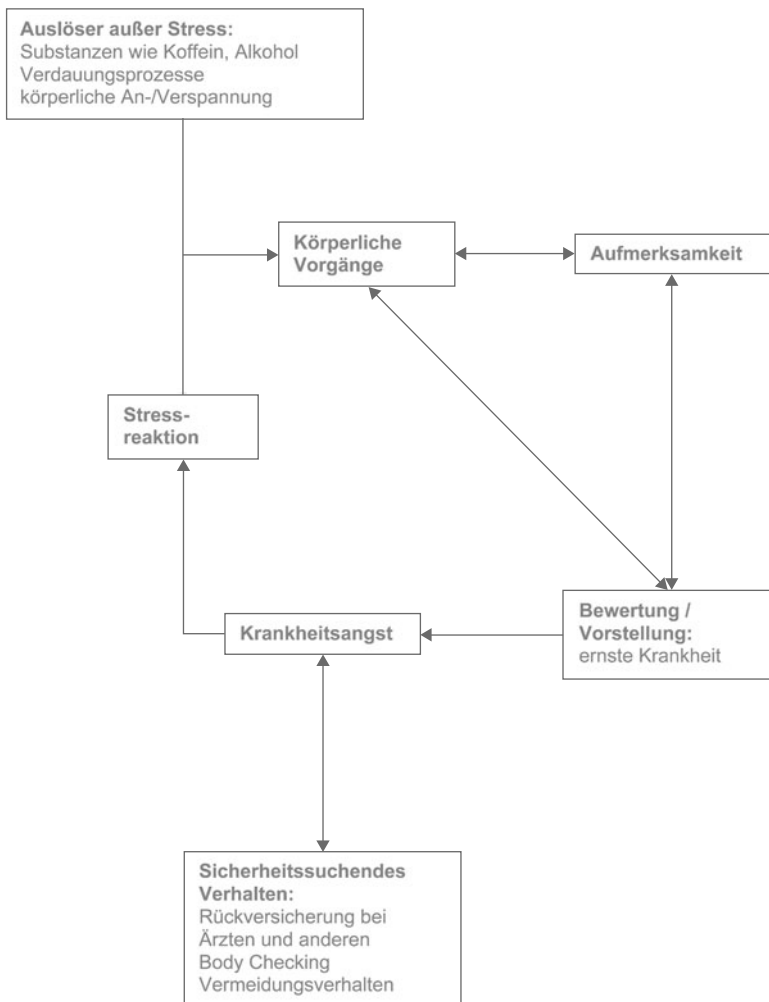 Auslöser außer Stress:
Substanzen wie Koffein, Alkohol
Verdauungsprozesse
körperliche An-/Verspannung
Körperliche
Vorgänge
Aufmerksamkeit
Stress-
reaktion
Krankheitsangst
Bewertung /
Vorstellung:
ernste Krankheit
Sicherheitssuchendes
Verhalten:
Rückversicherung bei
Ärzten und anderen
Body Checking
Vermeidungsverhalten